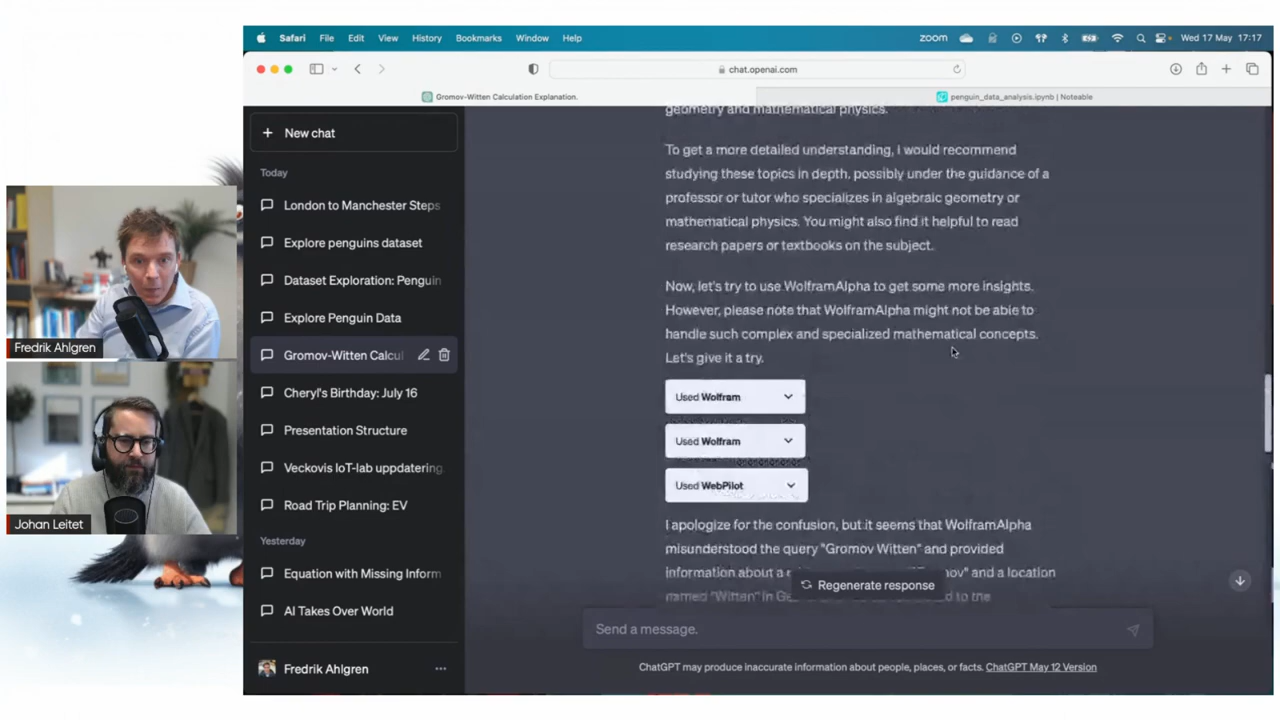 Safari File Edit View History Bookmarks Window Help zoom Wed 17 May 17:17
chat.openai.com
Gromov-Witten Calculation Explanation.
penguin_data_analysis.ipynb | Noteable
New chat
Today
London to Manchester Steps
Explore penguins dataset
Dataset Exploration: Penguin
Explore Penguin Data
Gromov-Witten Calcul
Cheryl's Birthday: July 16
Presentation Structure
Veckovis IoT-lab uppdatering
Road Trip Planning: EV
Yesterday
Equation with Missing Inform
AI Takes Over World
Fredrik Ahlgren
geometry and mathematical physics.
To get a more detailed understanding, I would recommend
studying these topics in depth, possibly under the guidance of a
professor or tutor who specializes in algebraic geometry or
mathematical physics. You might also find it helpful to read
research papers or textbooks on the subject.
Now, let's try to use WolframAlpha to get some more insights.
However, please note that WolframAlpha might not be able to
handle such complex and specialized mathematical concepts.
Let's give it a try.
Used Wolfram
Used Wolfram
Used WebPilot
I apologize for the confusion, but it seems that WolframAlpha
misunderstood the query "Gromov Witten" and provided
information about a and a location
named "Witten" in to the
Regenerate response
Send a message.
ChatGPT may produce inaccurate information about people, places, or facts. ChatGPT May 12 Version
Fredrik Ahlgren
Johan Leitet